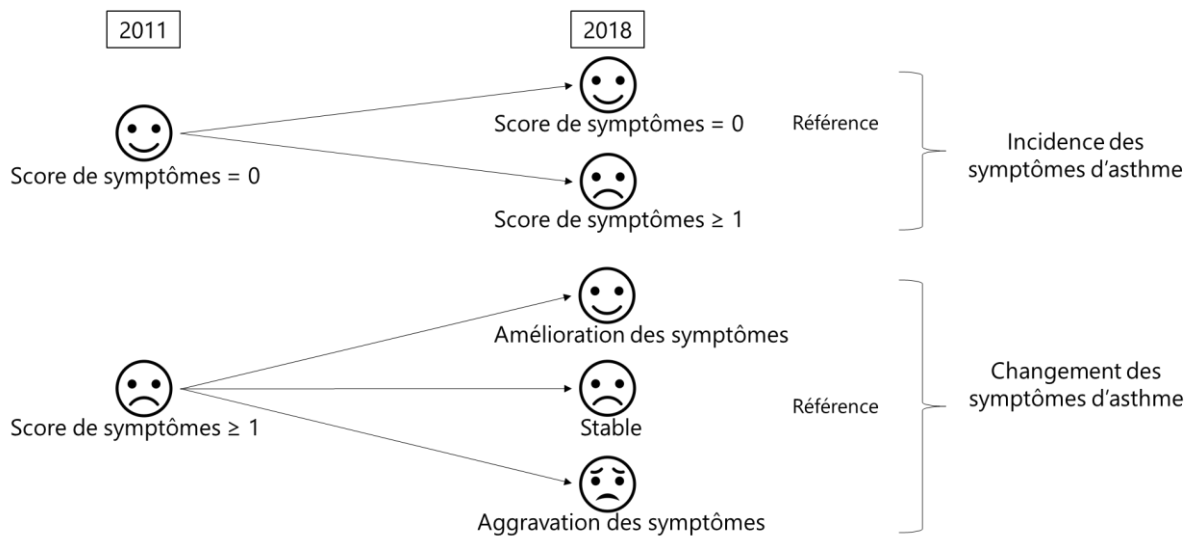 2011
2018
Score de symptômes = 0
Score de symptômes = 0
Référence
Score de symptômes ≥ 1
Incidence des
symptômes d'asthme
Score de symptômes ≥ 1
Amélioration des symptômes
Stable
Référence
Aggravation des symptômes
Changement des
symptômes d'asthme